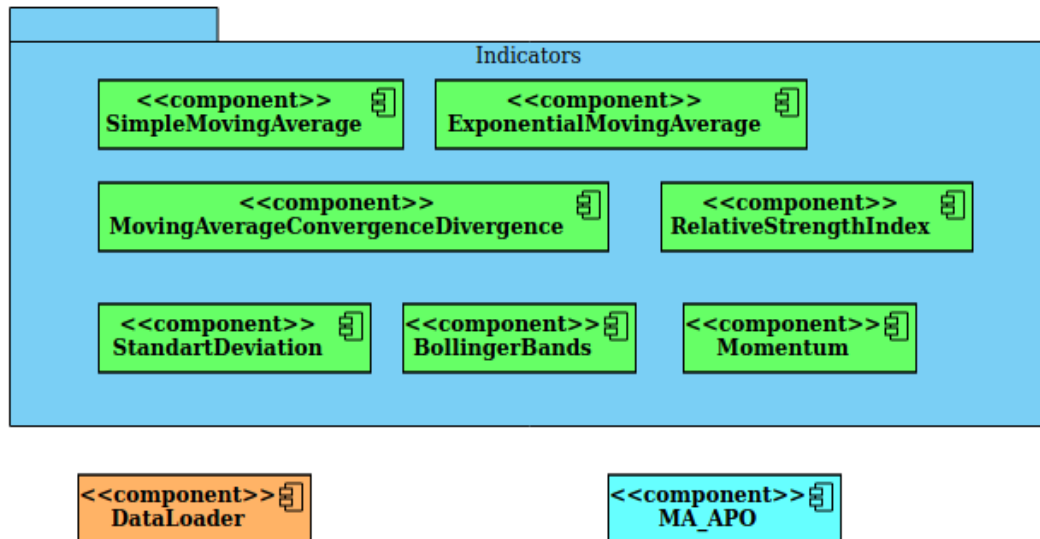 Indicators
<<component>>
SimpleMovingAverage
<<component>>
ExponentialMovingAverage
<<component>>
MovingAverageConvergenceDivergence
<<component>>
RelativeStrengthIndex
<<component>>
StandartDeviation
<<component>>
BollingerBands
<<component>>
Momentum
<<component>>
DataLoader
<<component>>
MA_APO